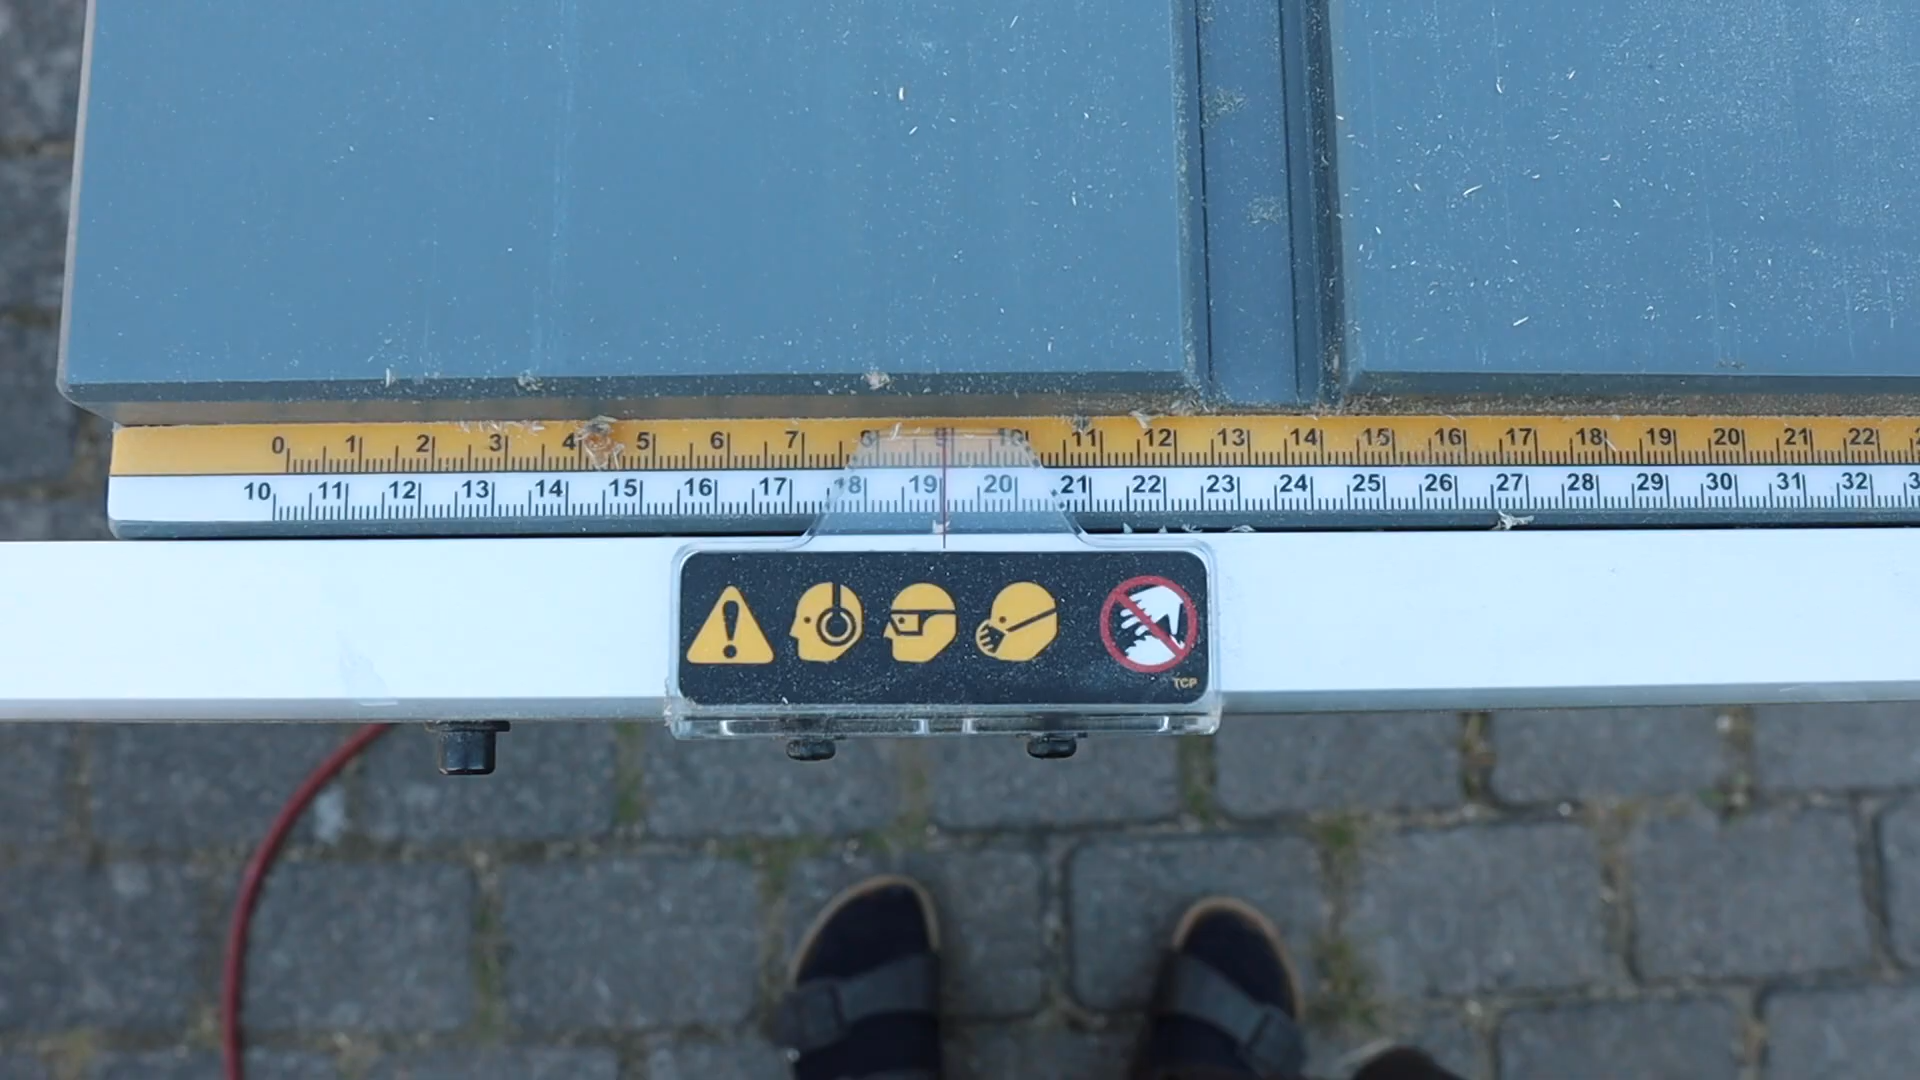 0 1 2 3 4 5 6 7 8 9 10 11 12 13 14 15 16 17 18 19 20 21 22
10 11 12 13 14 15 16 17 18 19 20 21 22 23 24 25 26 27 28 29 30 31 32
TCP